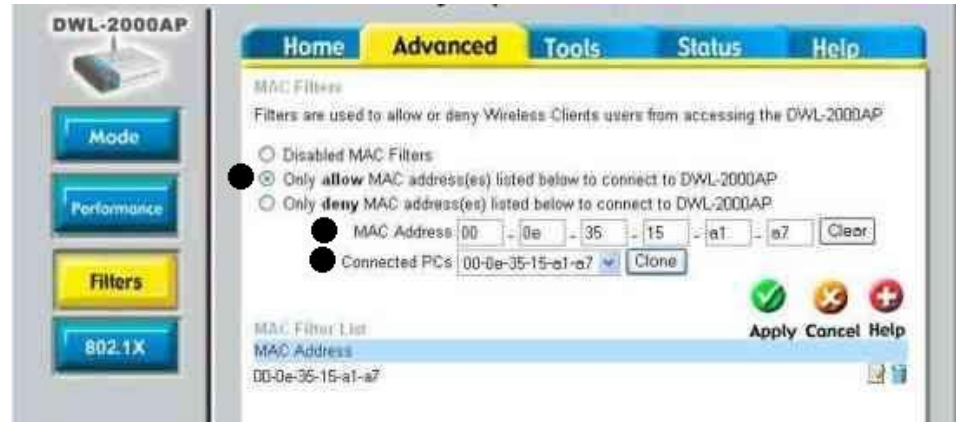 DWL-2000AP
Home Advanced Tools Status Help
Mode
Performance
Filters
802.1X
MAC Filters
Filters are used to allow or deny Wireless Clients users from accessing the DWL-2000AP
Disabled MAC Filters
Only allow MAC address(es) listed below to connect to DWL-2000AP
Only deny MAC address(es) listed below to connect to DWL-2000AP
MAC Address 00 - 0e - 35 - 15 - a1 - a7 Clear
Connected PCs 00-0e-35-15-a1-a7 Clone
Apply Cancel Help
MAC Filter List
MAC Address
00-0e-35-15-a1-a7